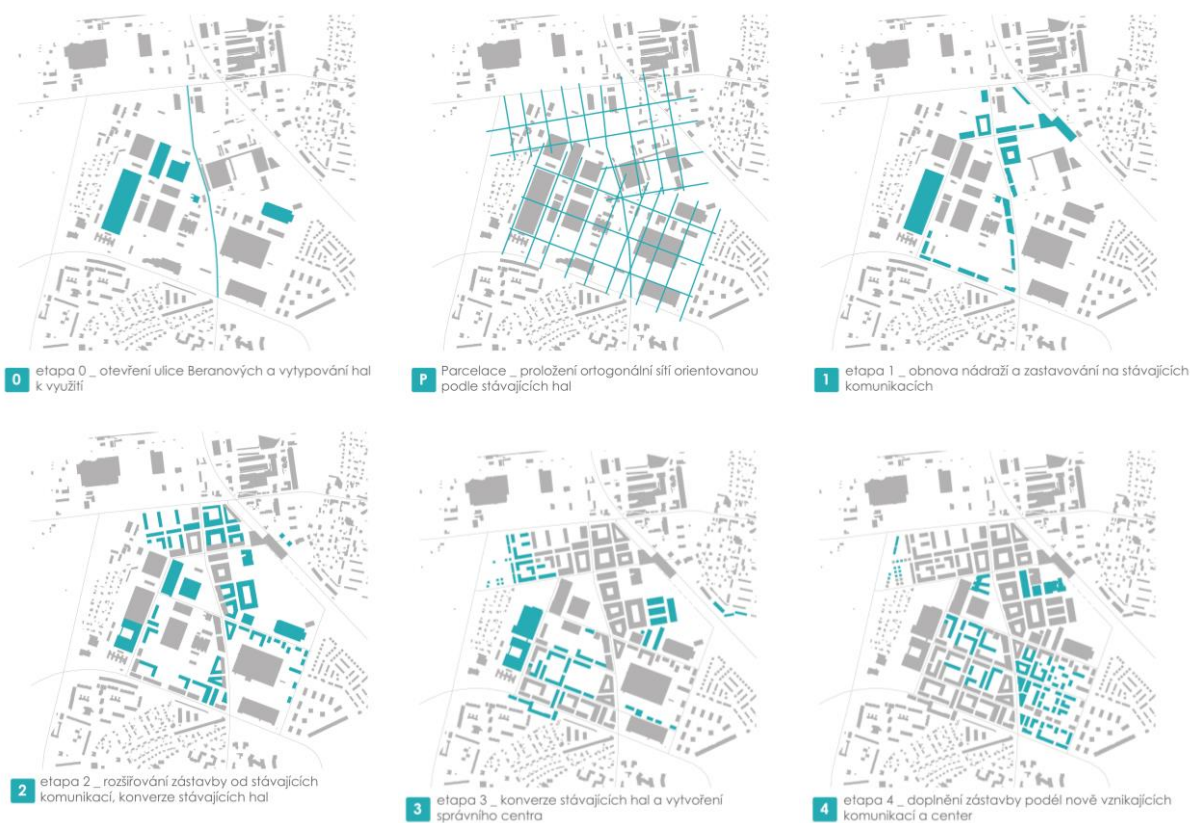 0
etapa 0 _ otevření ulice Beranových a vytypování hal
k využití
P
Parcelace _ proložení ortogonální sítí orientovanou
podle stávajících hal
1
etapa 1 _ obnova nádraží a zastavování na stávajících
komunikacích
2
etapa 2 _ rozšiřování zástavby od stávajících
komunikací, konverze stávajících hal
3
etapa 3 _ konverze stávajících hal a vytvoření
správního centra
4
etapa 4 _ doplnění zástavby podél nově vznikajících
komunikací a center